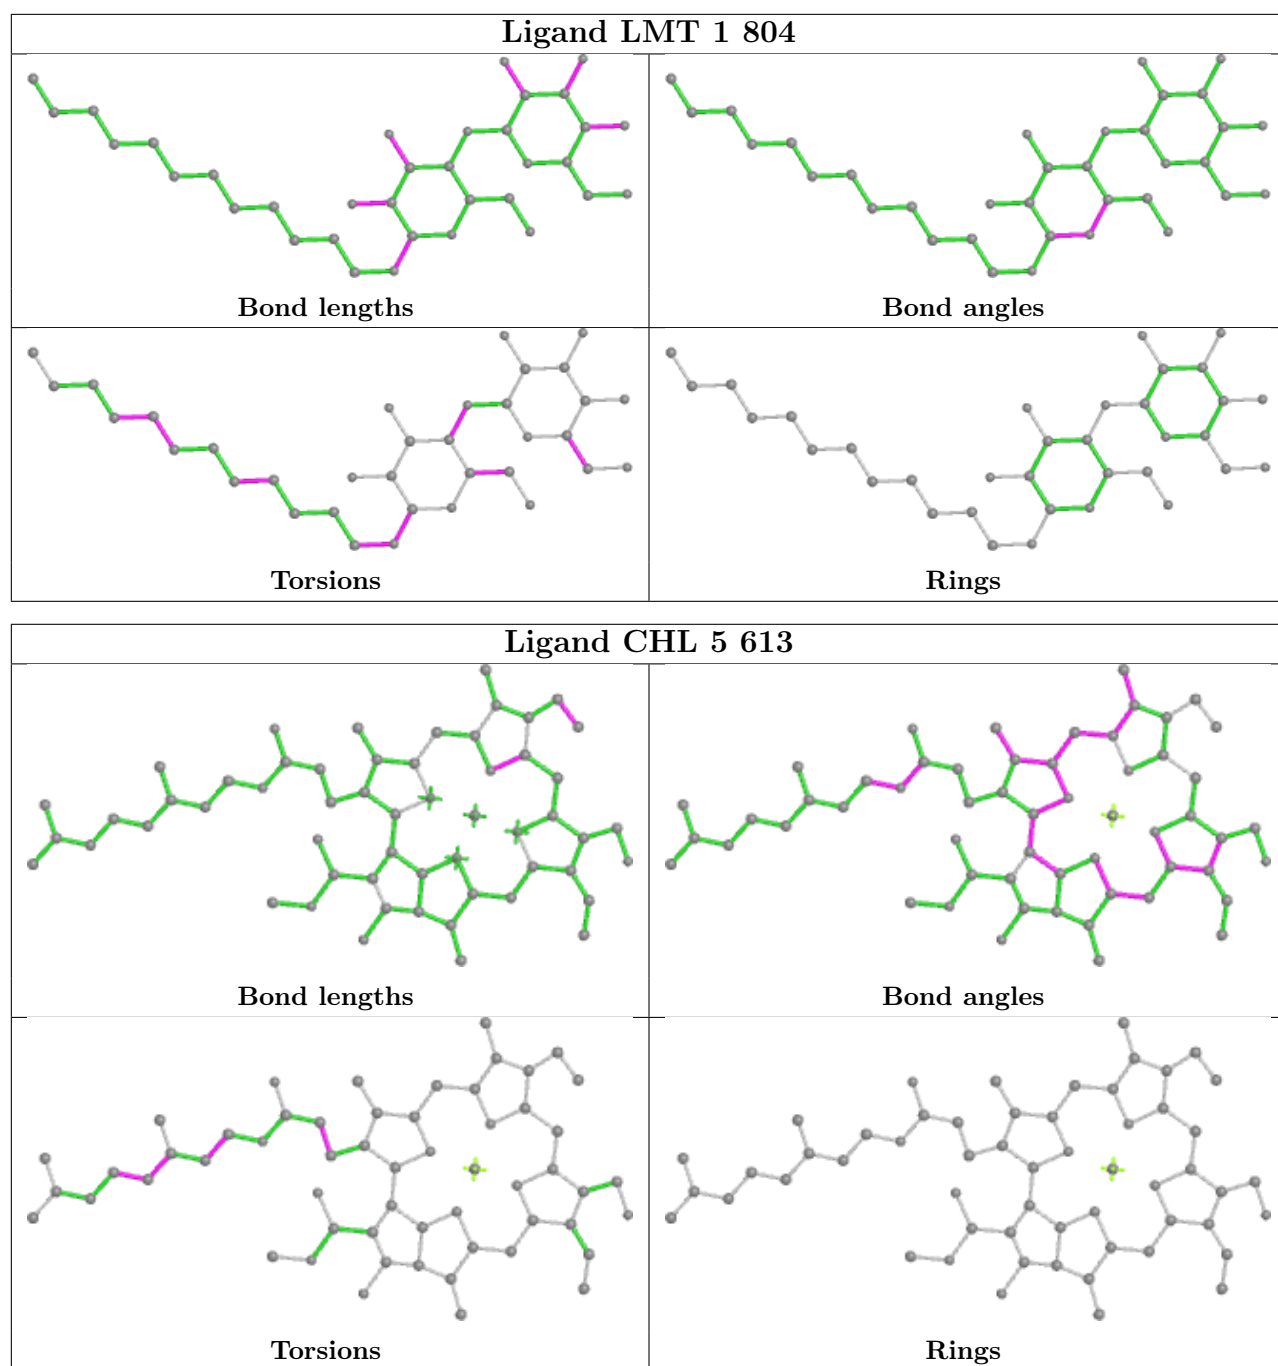 Ligand LMT 1 804
Bond lengths
Bond angles
Torsions
Rings
Ligand CHL 5 613
Bond lengths
Bond angles
Torsions
Rings